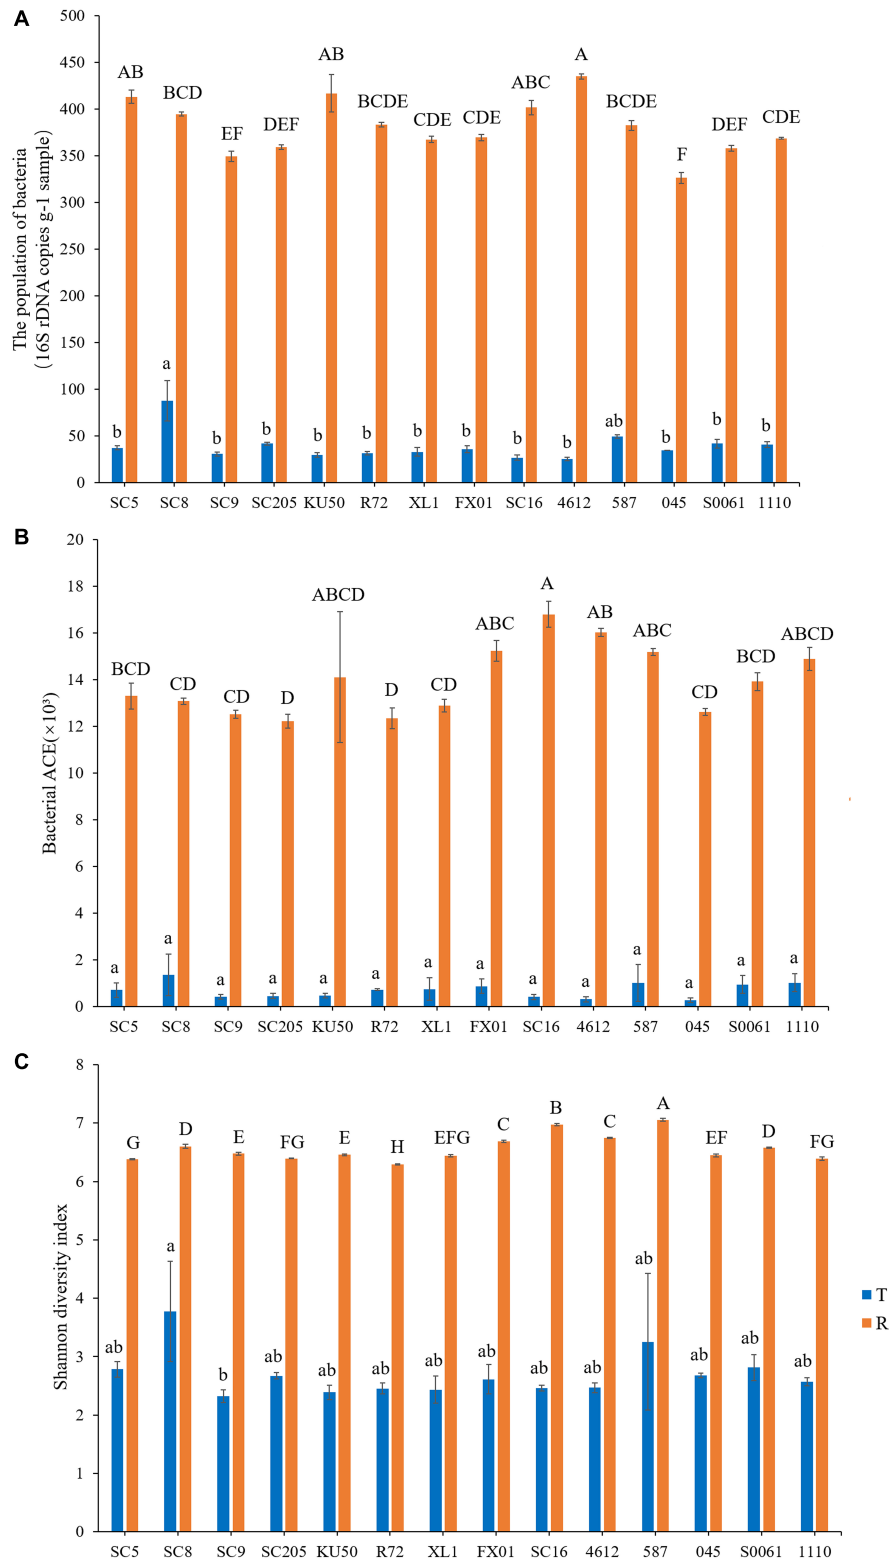 A
The population of bacteria
(16S rDNA copies g-1 sample)
500
450
400
350
300
250
200
150
100
50
0
AB
BCD
EF
DEF
AB
BCDE
CDE
CDE
ABC
A
BCDE
F
DEF
CDE
b
a
b
b
b
b
b
b
b
b
ab
b
b
b
SC5 SC8 SC9 SC205 KU50 R72 XL1 FX01 SC16 4612 587 045 S0061 1110
B
Bacterial ACE(×10³)
20
18
16
14
12
10
8
6
4
2
0
BCD
CD
CD
D
ABCD
D
CD
ABC
A
AB
ABC
CD
BCD
ABCD
a
a
a
a
a
a
a
a
a
a
a
a
a
a
SC5 SC8 SC9 SC205 KU50 R72 XL1 FX01 SC16 4612 587 045 S0061 1110
C
Shannon diversity index
8
7
6
5
4
3
2
1
0
G
D
E
FG
E
H
EFG
C
B
C
A
EF
D
FG
ab
a
b
ab
ab
ab
ab
ab
ab
ab
ab
ab
ab
ab
SC5 SC8 SC9 SC205 KU50 R72 XL1 FX01 SC16 4612 587 045 S0061 1110
T
R